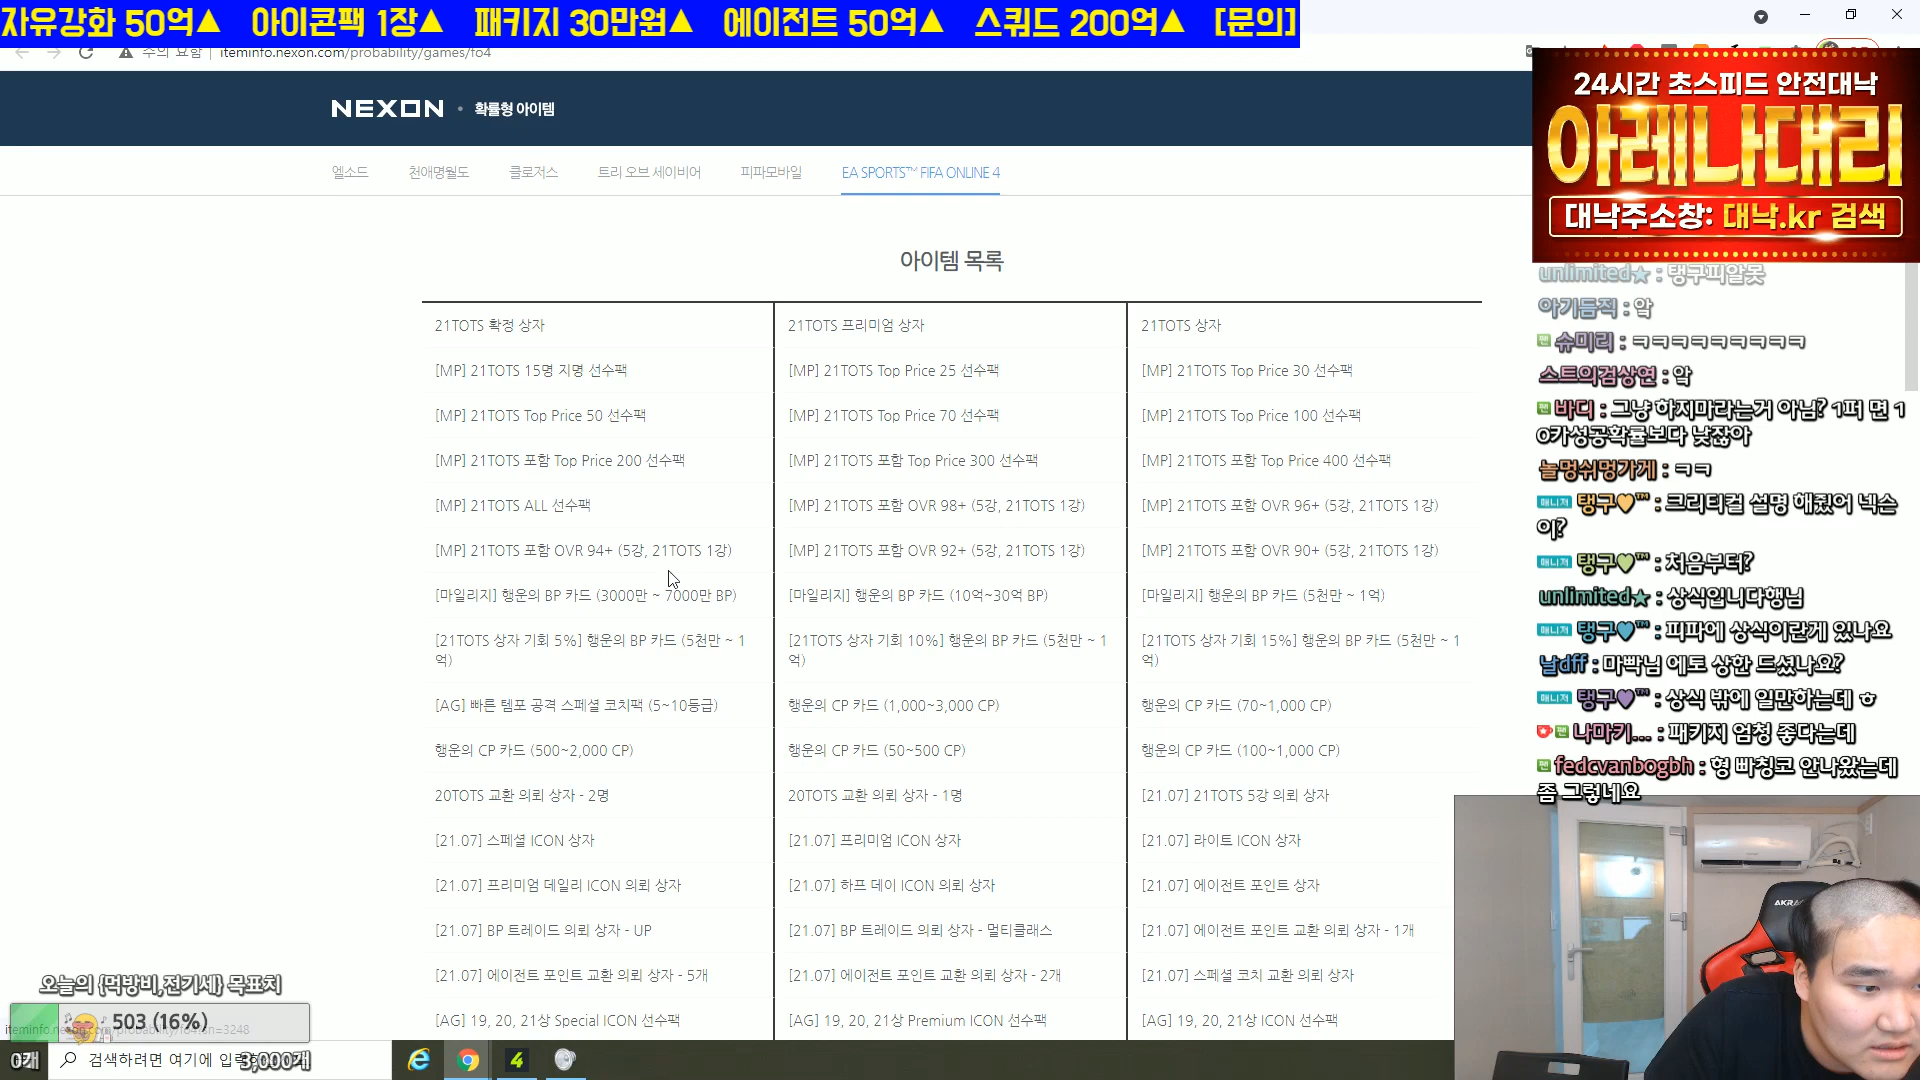 자유강화 50억▲ 아이콘팩 1장▲ 패키지 30만원▲ 에이전트 50억▲ 스쿼드 200억▲ [문의]
주의 요함 | iteminfo.nexon.com/probability/games/fo4
NEXON • 확률형 아이템
엘소드 천애명월도 클로저스 트리 오브 세이비어 피파모바일 EA SPORTS™ FIFA ONLINE 4
아이템 목록
21TOTS 확정 상자 21TOTS 프리미엄 상자 21TOTS 상자
[MP] 21TOTS 15명 지명 선수팩 [MP] 21TOTS Top Price 25 선수팩 [MP] 21TOTS Top Price 30 선수팩
[MP] 21TOTS Top Price 50 선수팩 [MP] 21TOTS Top Price 70 선수팩 [MP] 21TOTS Top Price 100 선수팩
[MP] 21TOTS 포함 Top Price 200 선수팩 [MP] 21TOTS 포함 Top Price 300 선수팩 [MP] 21TOTS 포함 Top Price 400 선수팩
[MP] 21TOTS ALL 선수팩 [MP] 21TOTS 포함 OVR 98+ (5강, 21TOTS 1강) [MP] 21TOTS 포함 OVR 96+ (5강, 21TOTS 1강)
[MP] 21TOTS 포함 OVR 94+ (5강, 21TOTS 1강) [MP] 21TOTS 포함 OVR 92+ (5강, 21TOTS 1강) [MP] 21TOTS 포함 OVR 90+ (5강, 21TOTS 1강)
[마일리지] 행운의 BP 카드 (3000만 ~ 7000만 BP) [마일리지] 행운의 BP 카드 (10억~30억 BP) [마일리지] 행운의 BP 카드 (5천만 ~ 1억)
[21TOTS 상자 기회 5%] 행운의 BP 카드 (5천만 ~ 1 [21TOTS 상자 기회 10%] 행운의 BP 카드 (5천만 ~ 1 [21TOTS 상자 기회 15%] 행운의 BP 카드 (5천만 ~ 1
억) 억) 억)
[AG] 빠른 템포 공격 스페셜 코치팩 (5~10등급) 행운의 CP 카드 (1,000~3,000 CP) 행운의 CP 카드 (70~1,000 CP)
행운의 CP 카드 (500~2,000 CP) 행운의 CP 카드 (50~500 CP) 행운의 CP 카드 (100~1,000 CP)
20TOTS 교환 의뢰 상자 - 2명 20TOTS 교환 의뢰 상자 - 1명 [21.07] 21TOTS 5강 의뢰 상자
[21.07] 스페셜 ICON 상자 [21.07] 프리미엄 ICON 상자 [21.07] 라이트 ICON 상자
[21.07] 프리미엄 데일리 ICON 의뢰 상자 [21.07] 하프 데이 ICON 의뢰 상자 [21.07] 에이전트 포인트 상자
[21.07] BP 트레이드 의뢰 상자 - UP [21.07] BP 트레이드 의뢰 상자 - 멀티클래스 [21.07] 에이전트 포인트 교환 의뢰 상자 - 1개
[21.07] 에이전트 포인트 교환 의뢰 상자 - 5개 [21.07] 에이전트 포인트 교환 의뢰 상자 - 2개 [21.07] 스페셜 코치 교환 의뢰 상자
[AG] 19, 20, 21상 Special ICON 선수팩 [AG] 19, 20, 21상 Premium ICON 선수팩 [AG] 19, 20, 21상 ICON 선수팩
24시간 초스피드 안전대낙
아레나대리
대낙주소창: 대낙.kr 검색
unlimited★ : 탱구피알못
아기듬직 : 앜
팬 슈미리 : ㅋㅋㅋㅋㅋㅋㅋㅋㅋ
스트의검상연 : 앜
팬 바디 : 그냥 하지마라는거 아님? 1퍼 면 1
0카성공확률보다 낮잖아
놀명쉬명가게 : ㅋㅋ
매니저 탱구♥™ : 크리티컬 설명 해줬어 넥슨
이?
매니저 탱구♥™ : 처음부터?
unlimited★ : 상식입니다행님
매니저 탱구♥™ : 피파에 상식이란게 있나요
날dff : 마빡님 에토 상한 드셨나요?
매니저 탱구♥™ : 상식 밖에 일만하는데 ㅎ
팬 나마키... : 패키지 엄청 좋다는데
팬 fedcvanbogbh : 형 빠칭코 안나왔는데
좀 그렇네요
AKRA
오늘의 {먹방비,전기세} 목표치
503 (16%)
0개 3,000개
검색하려면 여기에 입력